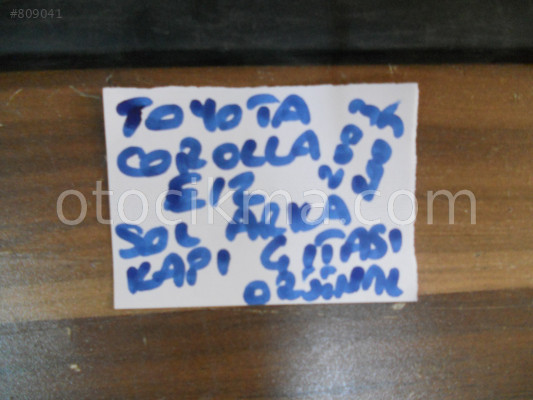 #809041
TOYOTA
COROLLA
E12
SOL ARKA
KAPI ÇITASI
ORJİNAL
otocikma.com